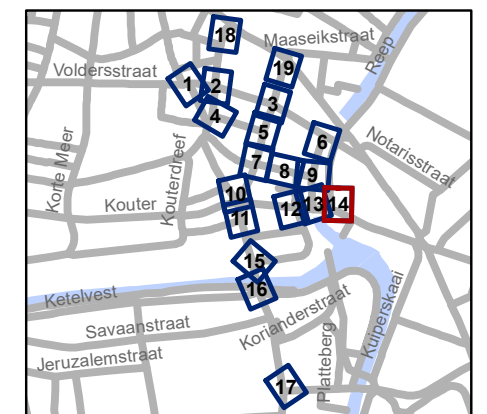 18
Maaseikstraat
Reep
19
Voldersstraat
1
2
3
4
5
6
Notarisstraat
Korte Meer
Kouterdreef
7
8
9
10
Kouter
11
12
13
14
15
16
Ketelvest
Savaanstraat
Korianderstraat
Kuiperskaai
Platteberg
Jeruzalemstraat
17